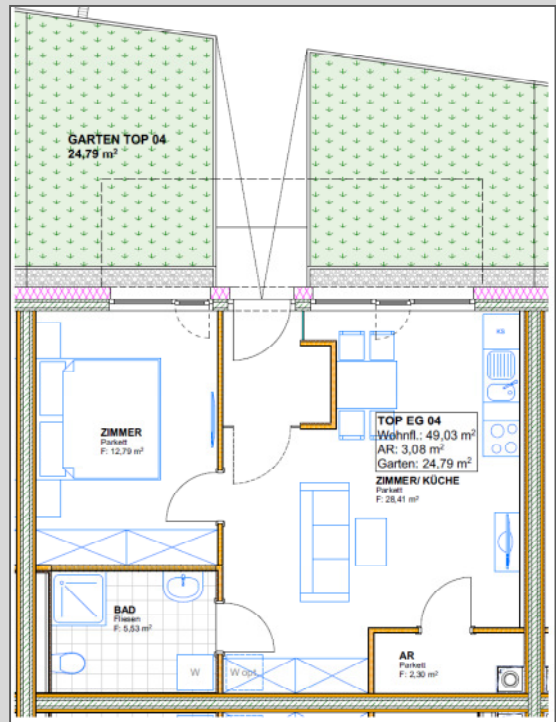 GARTEN TOP 04
24,79 m²
KS
TOP EG 04
Wohnfl.: 49,03 m²
AR: 3,08 m²
Garten: 24,79 m²
ZIMMER/ KÜCHE
Parkett
F: 28,41 m²
ZIMMER
Parkett
F: 12,79 m²
BAD
Fliesen
F: 5,53 m²
W
W opt.
AR
Parkett
F: 2,30 m²